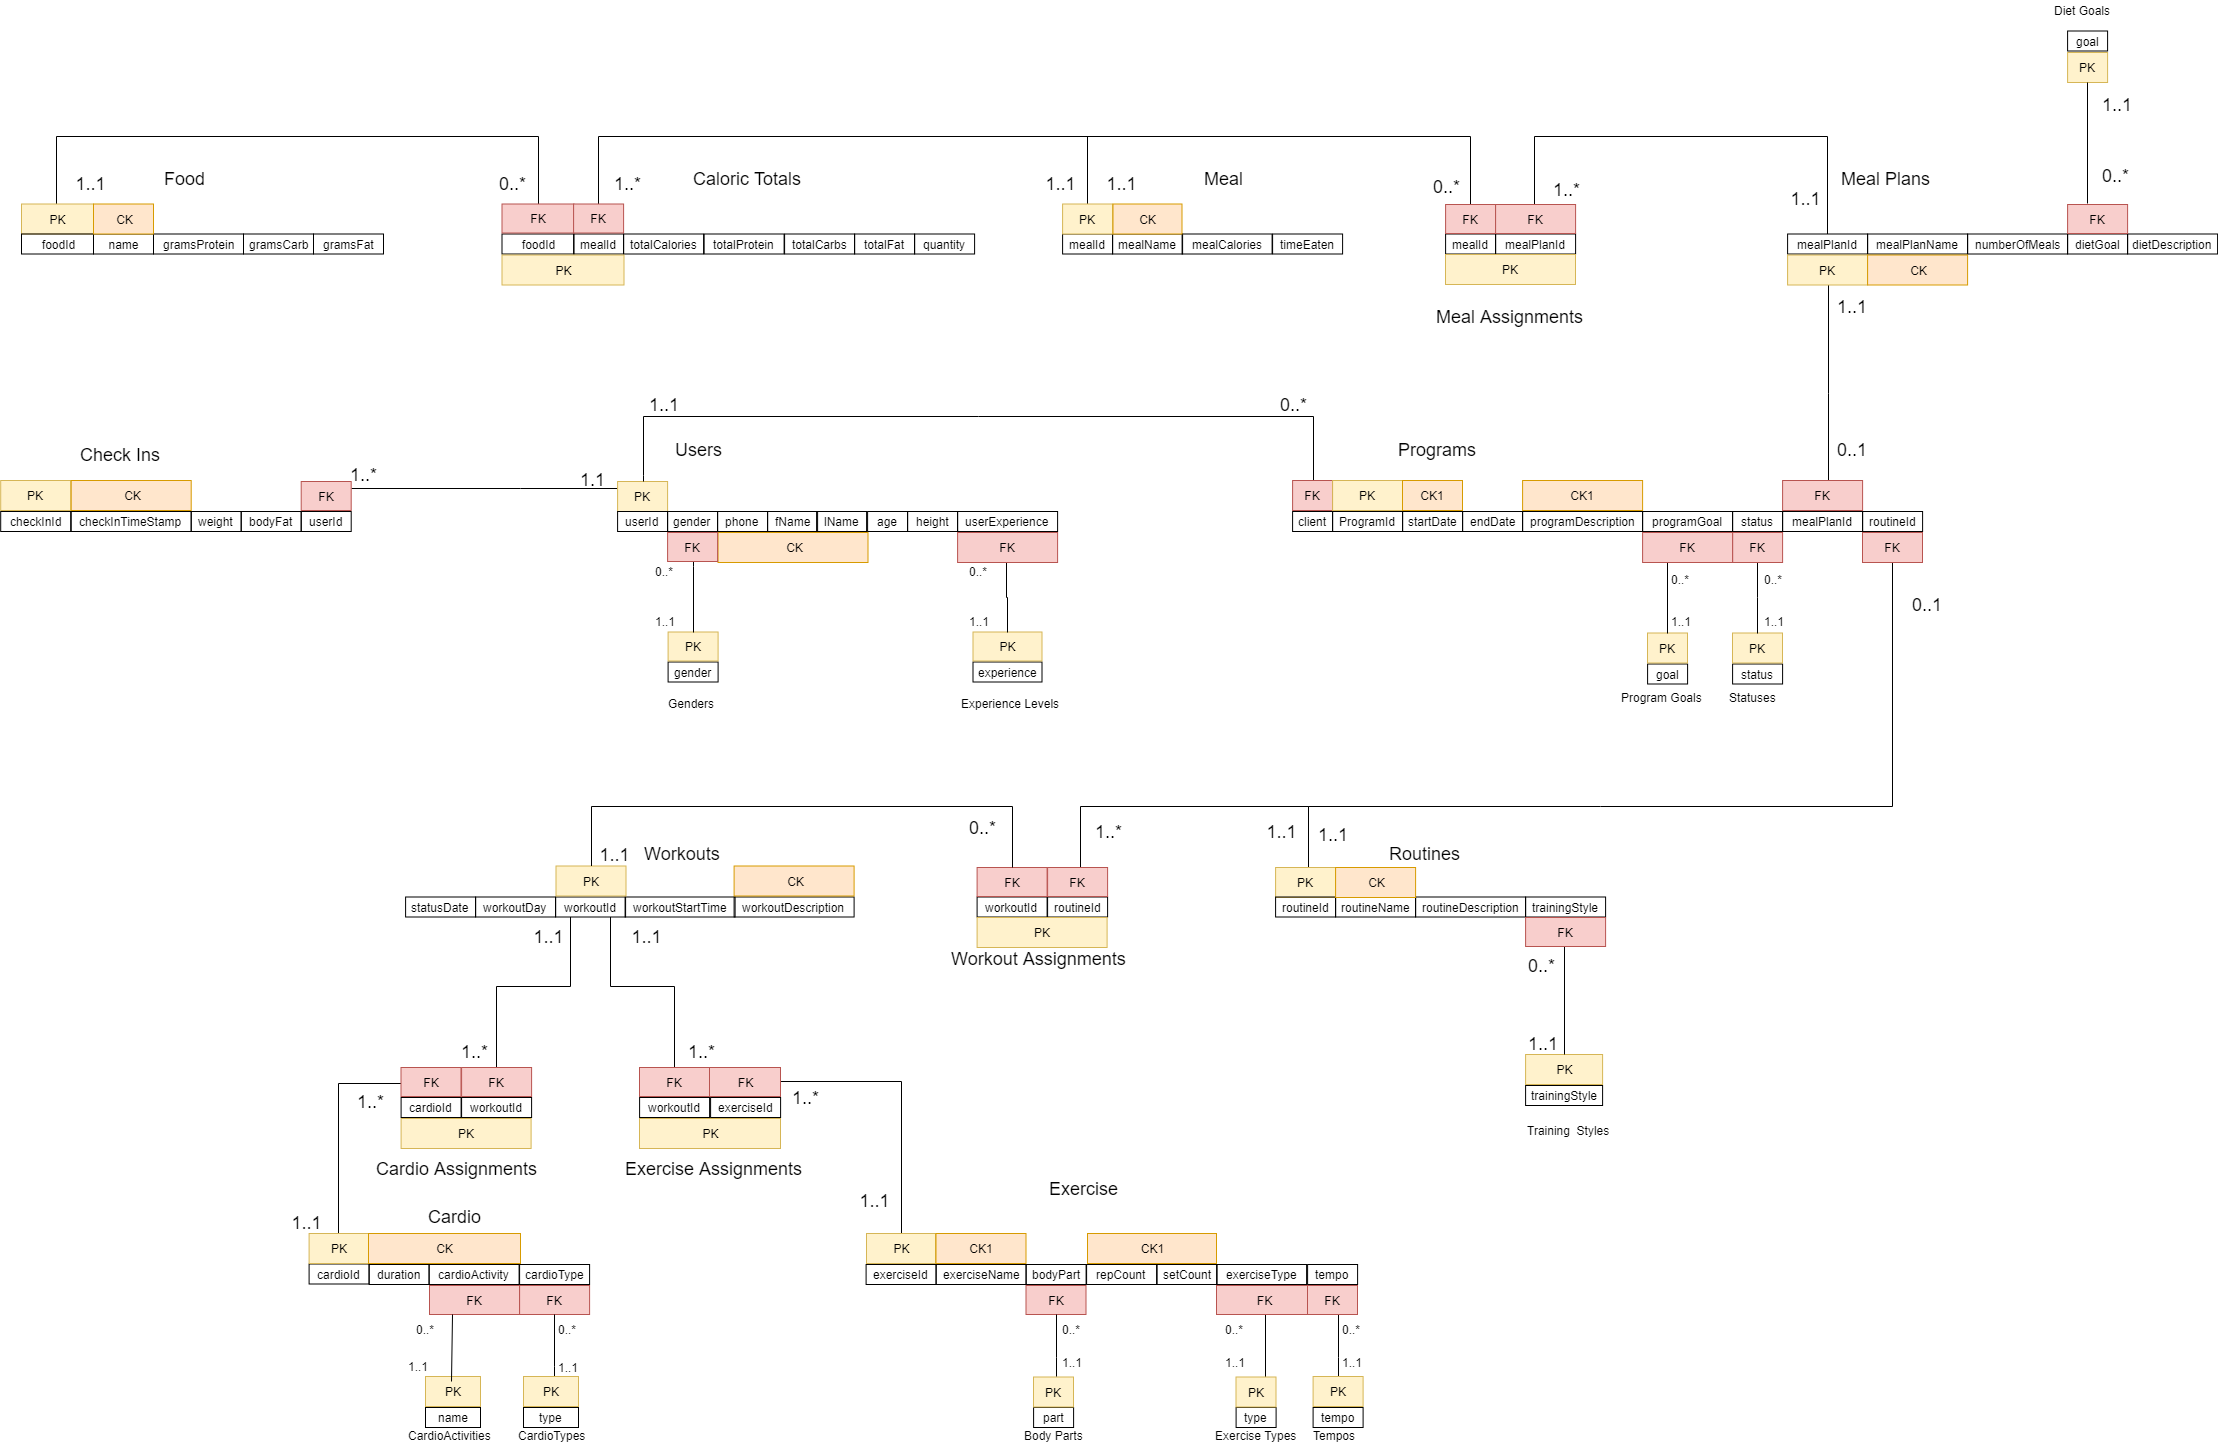 Diet Goals
goal
PK
1..1
0..*
Food
1..1
0..*
1..*
Caloric Totals
1..1
1..1
Meal
0..*
1..*
1..1
Meal Plans
PK CK
foodId name gramsProtein gramsCarb gramsFat
FK FK
foodId mealId totalCalories totalProtein totalCarbs totalFat quantity
PK
PK CK
mealId mealName mealCalories timeEaten
FK FK
mealId mealPlanId
PK
Meal Assignments
FK
mealPlanId mealPlanName numberOfMeals dietGoal dietDescription
PK CK
1..1
0..1
1..1
0..*
Check Ins
Users
Programs
1..*
1.1
PK CK FK
checkInId checkInTimeStamp weight bodyFat userId
PK
userId gender phone fName lName age height userExperience
FK CK FK
0..*
0..*
1..1
1..1
PK
gender
Genders
PK
experience
Experience Levels
FK PK CK1 CK1 FK
client ProgramId startDate endDate programDescription programGoal status mealPlanId routineId
FK FK FK
0..*
0..*
0..1
1..1
1..1
PK
goal
Program Goals
PK
status
Statuses
0..*
1..*
1..1
1..1
1..1
Workouts
Routines
PK CK
statusDate workoutDay workoutId workoutStartTime workoutDescription
FK FK
workoutId routineId
PK
Workout Assignments
PK CK
routineId routineName routineDescription trainingStyle
FK
0..*
1..1
PK
trainingStyle
Training Styles
1..1
1..1
1..*
1..*
1..*
1..*
FK FK
cardioId workoutId
PK
Cardio Assignments
FK FK
workoutId exerciseId
PK
Exercise Assignments
1..1
1..1
Cardio
Exercise
PK CK
cardioId duration cardioActivity cardioType
FK FK
0..*
0..*
1..1
1..1
PK
name
CardioActivities
PK
type
CardioTypes
PK CK1 CK1
exerciseId exerciseName bodyPart repCount setCount exerciseType tempo
FK FK FK
0..*
0..*
0..*
1..1
1..1
1..1
PK
part
Body Parts
PK
type
Exercise Types
PK
tempo
Tempos